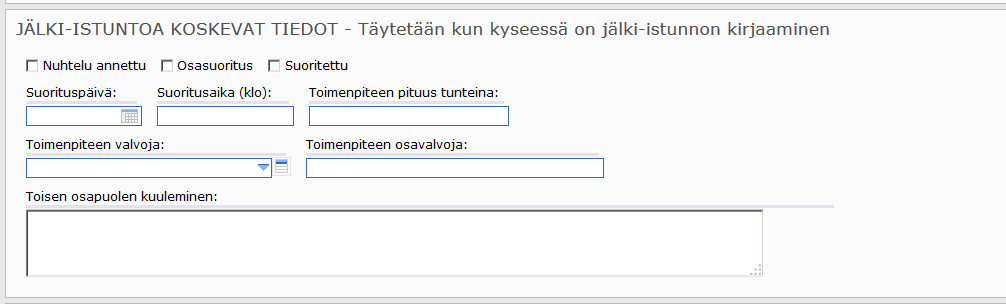 JÄLKI-ISTUNTOA KOSKEVAT TIEDOT - Täytetään kun kyseessä on jälki-istunnon kirjaaminen
Nuhtelu annettu Osasuoritus Suoritettu
Suorituspäivä: Suoritusaika (klo): Toimenpiteen pituus tunteina:
Toimenpiteen valvoja: Toimenpiteen osavalvoja:
Toisen osapuolen kuuleminen: